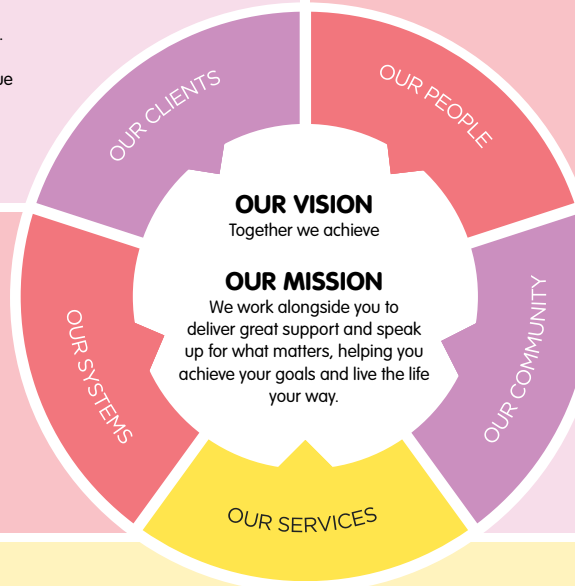 .
ue
OUR CLIENTS
OUR PEOPLE
OUR VISION
Together we achieve
OUR MISSION
We work alongside you to
deliver great support and speak
up for what matters, helping you
achieve your goals and live the life
your way.
OUR SYSTEMS
OUR COMMUNITY
OUR SERVICES